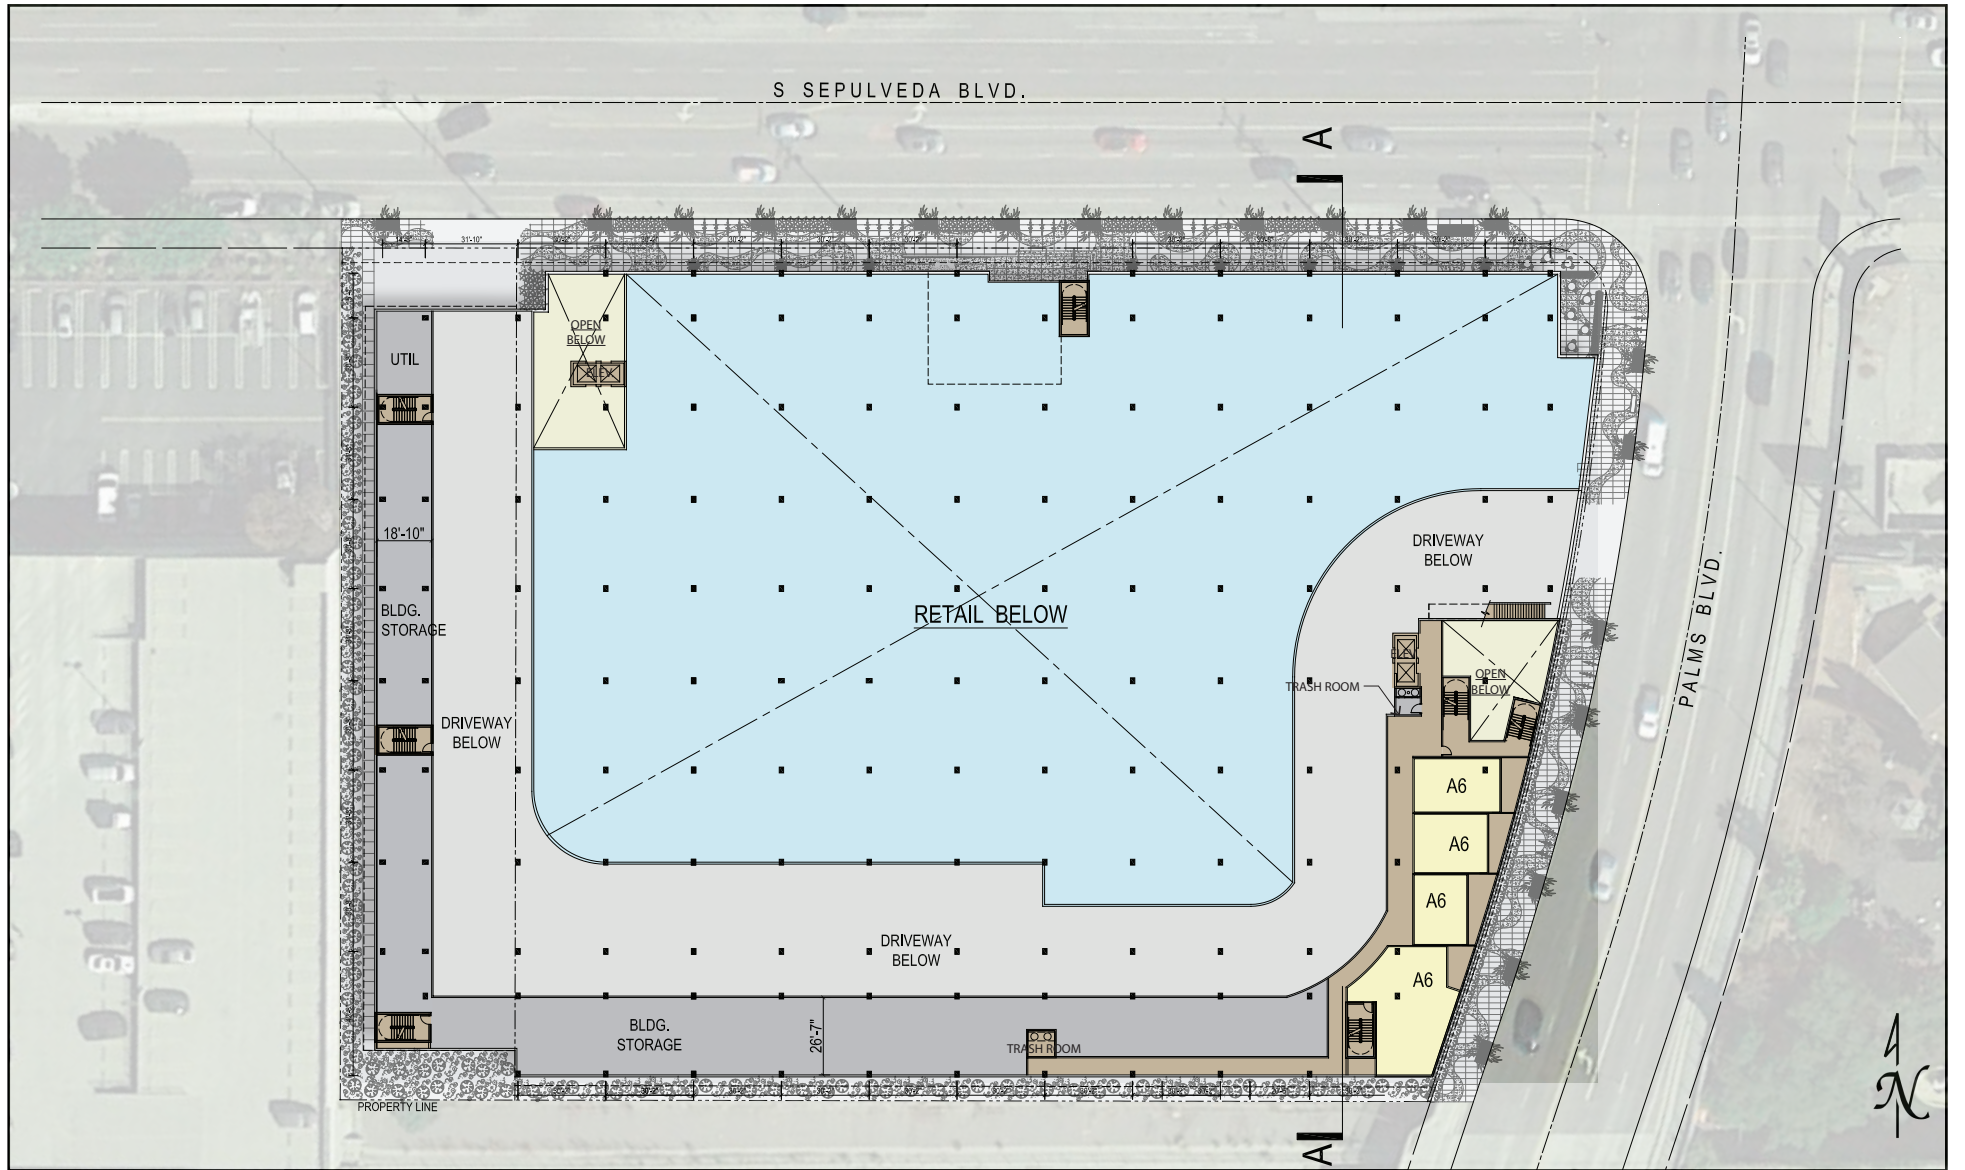 S SEPULVEDA BLVD.
A
31'-10"
OPEN
BELOW
ELEV
UTIL
18'-10"
BLDG.
STORAGE
DRIVEWAY
BELOW
RETAIL BELOW
DRIVEWAY
BELOW
PALMS BLVD.
TRASH ROOM
OPEN
BELOW
A6
A6
A6
A6
DRIVEWAY
BELOW
BLDG.
STORAGE
26'-7"
TRASH ROOM
PROPERTY LINE
A
N